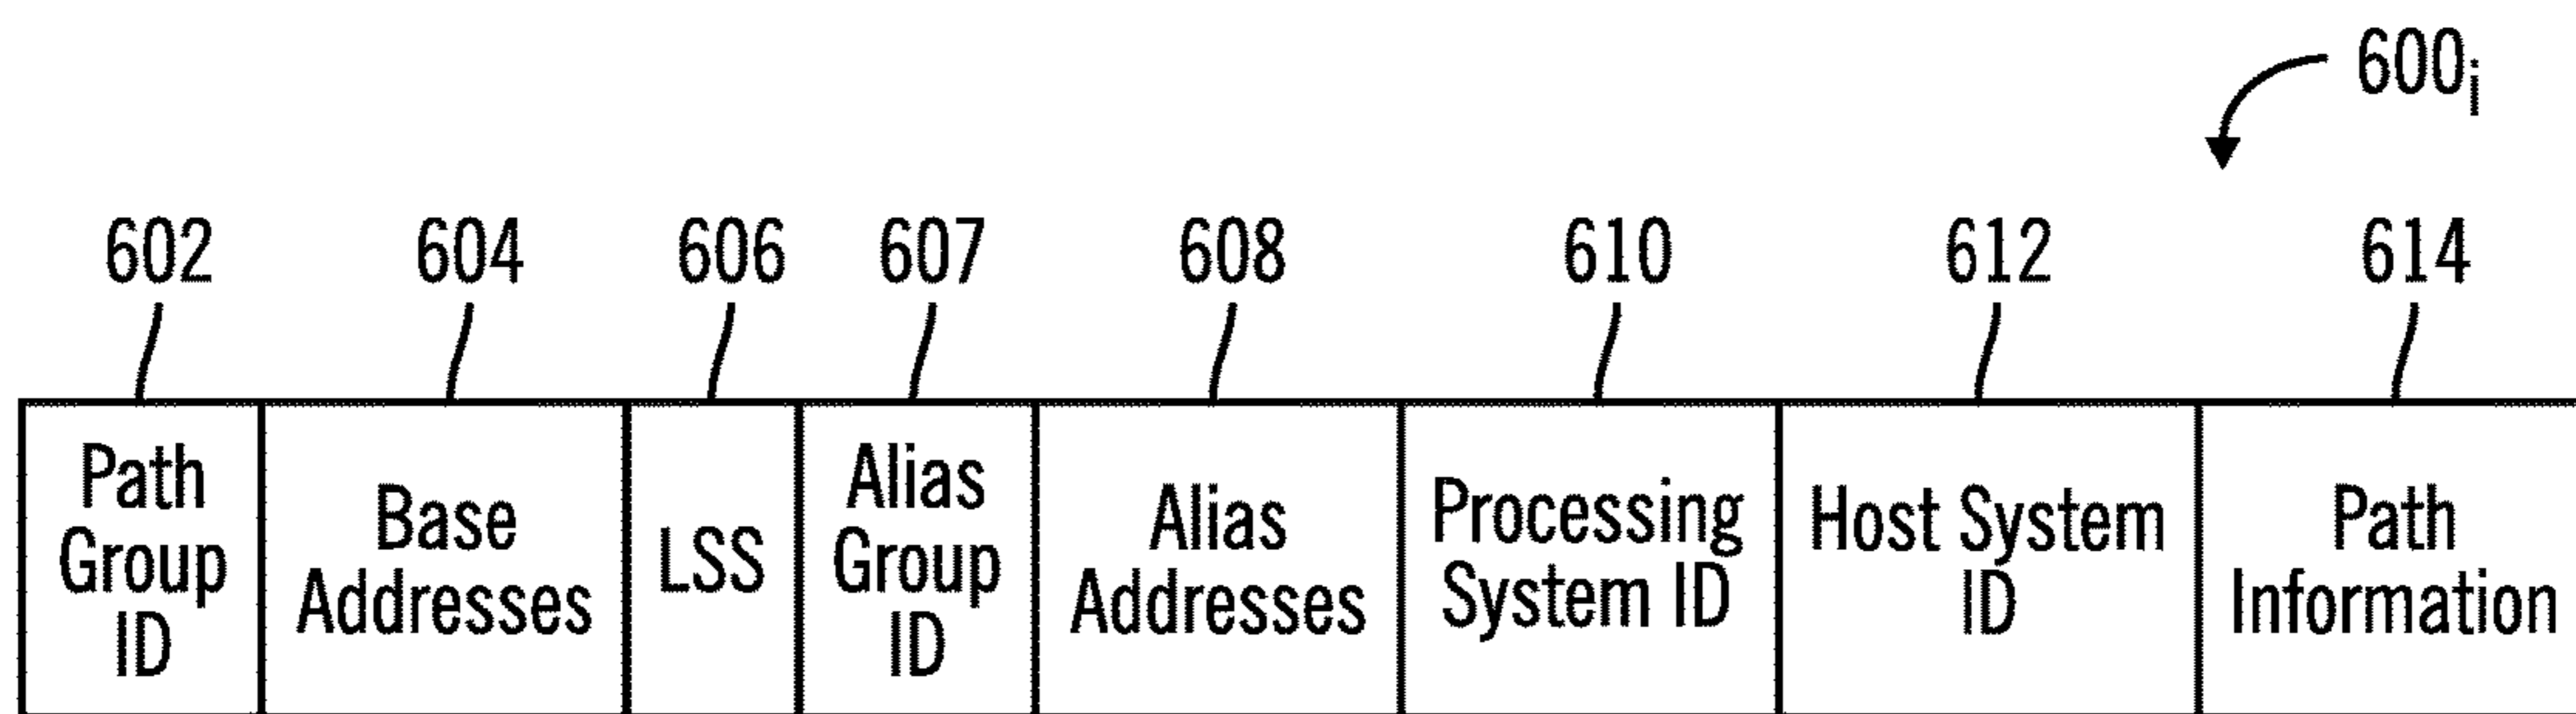 600i
602 604 606 607 608 610 612 614
Path
Group
ID
Base
Addresses
LSS
Alias
Group
ID
Alias
Addresses
Processing
System ID
Host System
ID
Path
Information